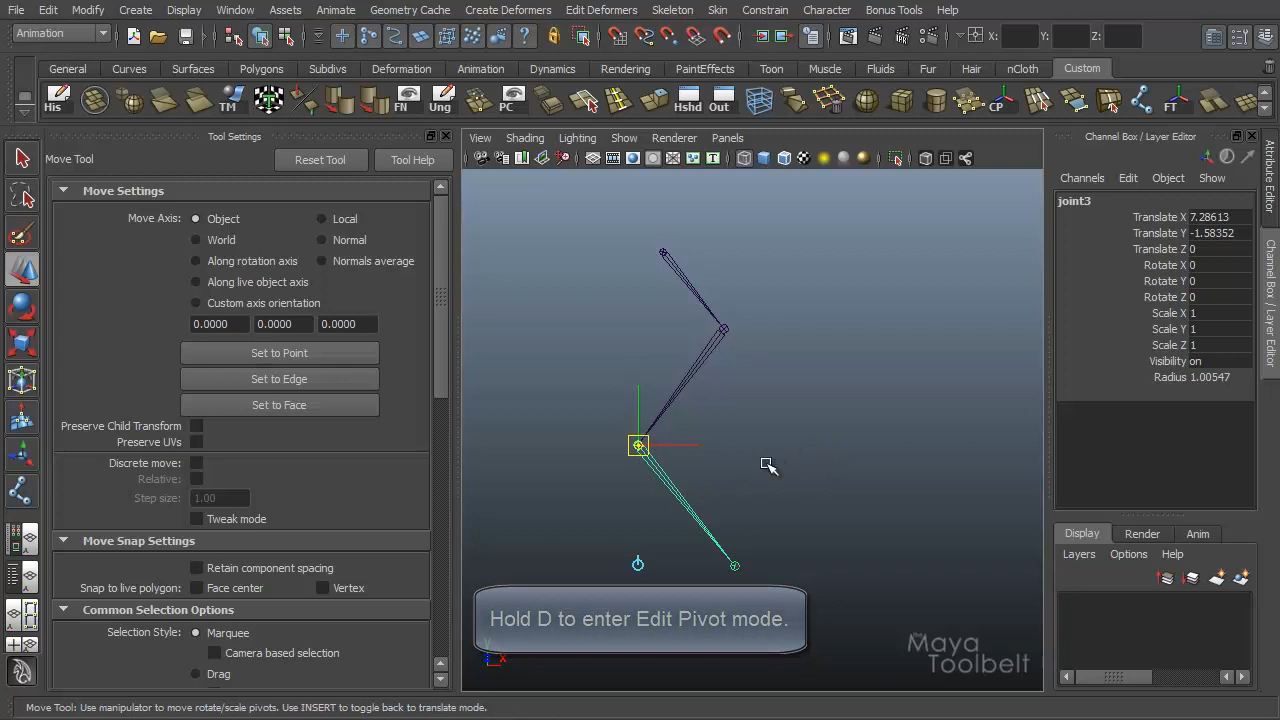 File Edit Modify Create Display Window Assets Animate Geometry Cache Create Deformers Edit Deformers Skeleton Skin Constrain Character Bonus Tools Help
Animation X: Y: Z:
General Curves Surfaces Polygons Subdivs Deformation Animation Dynamics Rendering PaintEffects Toon Muscle Fluids Fur Hair nCloth Custom
His TM FN Ung PC Hshd Out CP FT
Tool Settings
Move Tool Reset Tool Tool Help
Move Settings
Move Axis: Object Local
World Normal
Along rotation axis Normals average
Along live object axis
Custom axis orientation
0.0000 0.0000 0.0000
Set to Point
Set to Edge
Set to Face
Preserve Child Transform
Preserve UVs
Discrete move:
Relative:
Step size: 1.00
Tweak mode
Move Snap Settings
Retain component spacing
Snap to live polygon: Face center Vertex
Common Selection Options
Selection Style: Marquee
Camera based selection
Drag
View Shading Lighting Show Renderer Panels
Hold D to enter Edit Pivot mode.
Y
X
The Maya
Toolbelt
Channel Box / Layer Editor
Channels Edit Object Show
joint3
Translate X 7.28613
Translate Y -1.58352
Translate Z 0
Rotate X 0
Rotate Y 0
Rotate Z 0
Scale X 1
Scale Y 1
Scale Z 1
Visibility on
Radius 1.00547
Display Render Anim
Layers Options Help
Attribute Editor
Channel Box / Layer Editor
Move Tool: Use manipulator to move rotate/scale pivots. Use INSERT to toggle back to translate mode.